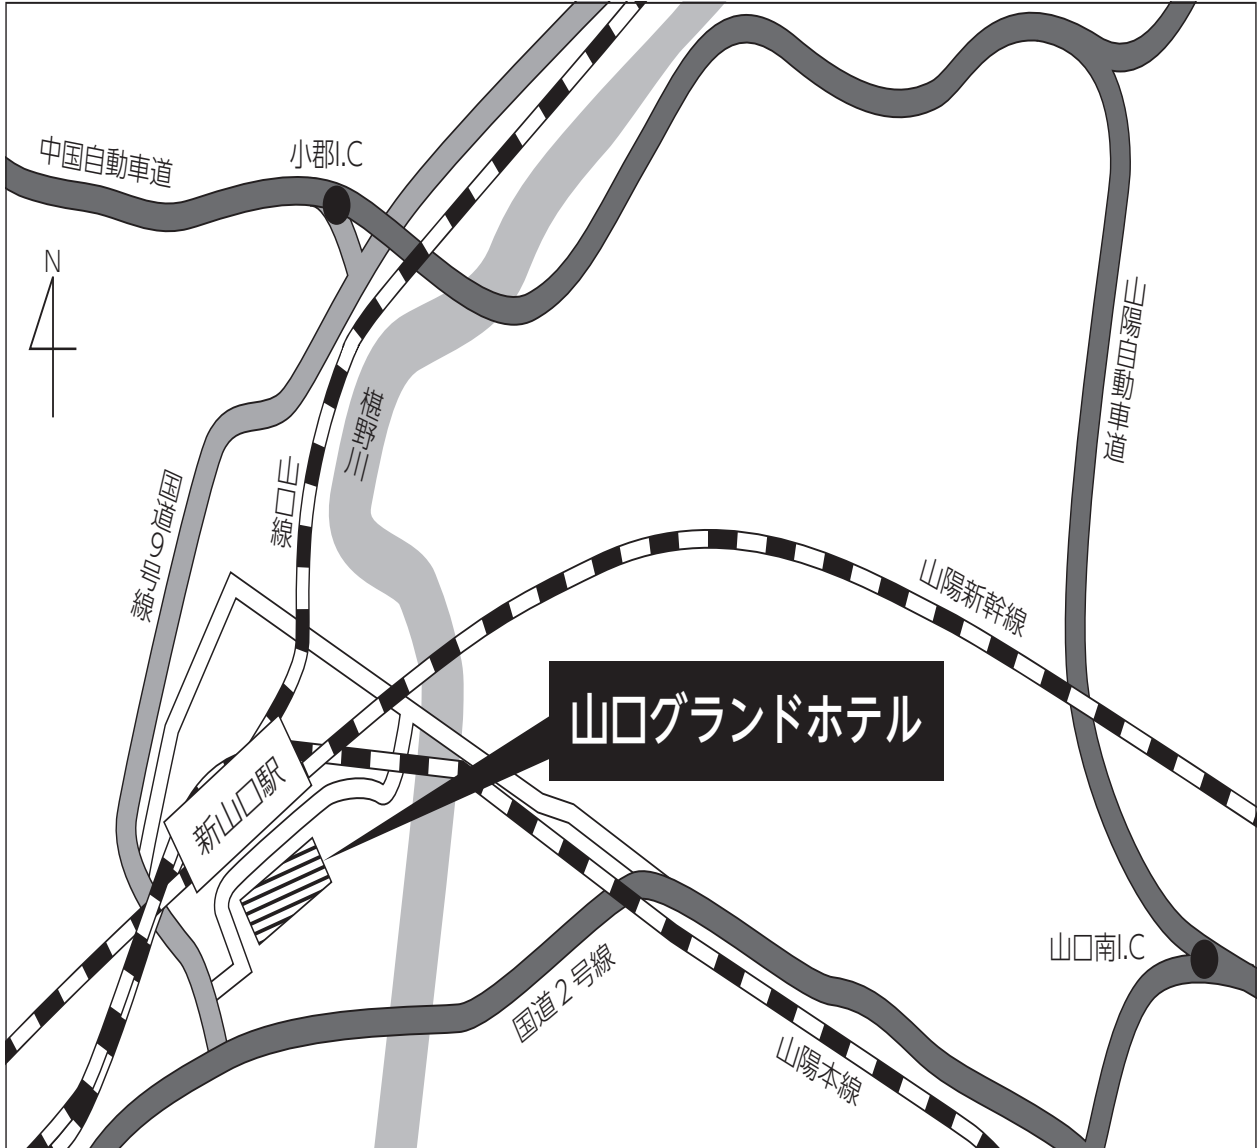 中国自動車道
小郡I.C
N
山陽自動車道
椹野川
国道9号線
山口線
山陽新幹線
山口グランドホテル
新山口駅
山口南I.C
国道2号線
山陽本線